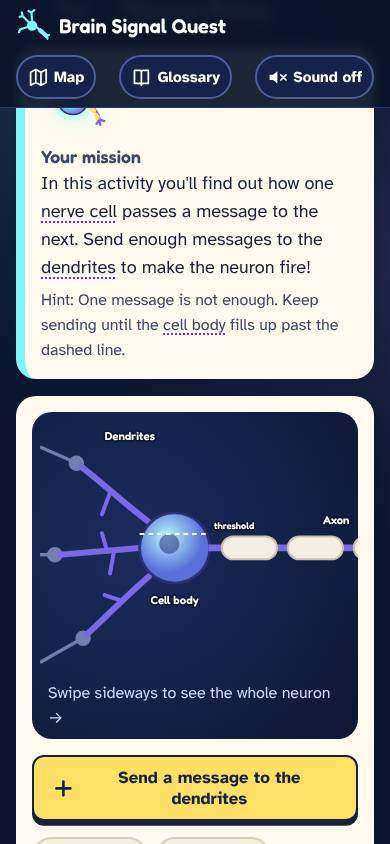 Brain Signal Quest
Map
Glossary
Sound off
Your mission
In this activity you'll find out how one
nerve cell passes a message to the
next. Send enough messages to the
dendrites to make the neuron fire!
Hint: One message is not enough. Keep
sending until the cell body fills up past the
dashed line.
Dendrites
threshold
Axon
Cell body
Swipe sideways to see the whole neuron
→
Send a message to the
dendrites